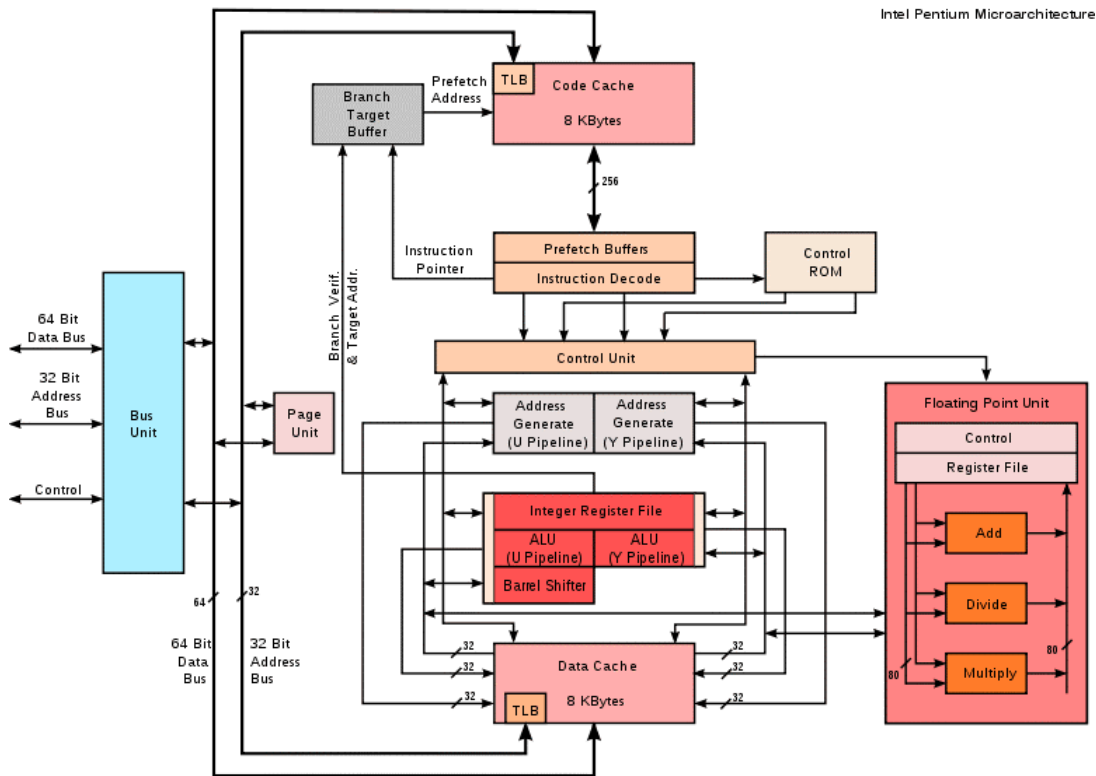 Intel Pentium Microarchitecture
TLB
Code Cache
8 KBytes
Prefetch
Address
Branch
Target
Buffer
256
Prefetch Buffers
Instruction Decode
Instruction
Pointer
Control
ROM
Branch Verif.
& Target Addr.
Control Unit
64 Bit
Data Bus
32 Bit
Address
Bus
Control
Bus
Unit
Page
Unit
Address
Generate
(U Pipeline)
Address
Generate
(Y Pipeline)
Integer Register File
ALU
(U Pipeline)
ALU
(Y Pipeline)
Barrel Shifter
Floating Point Unit
Control
Register File
Add
Divide
Multiply
80
80
64
32
64 Bit
Data
Bus
32 Bit
Address
Bus
32
32
32
32
32
32
Data Cache
8 KBytes
TLB